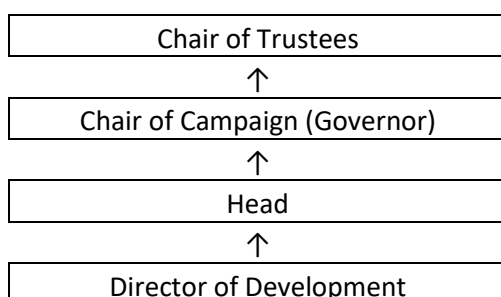 Chair of Trustees
↑
Chair of Campaign (Governor)
↑
Head
↑
Director of Development